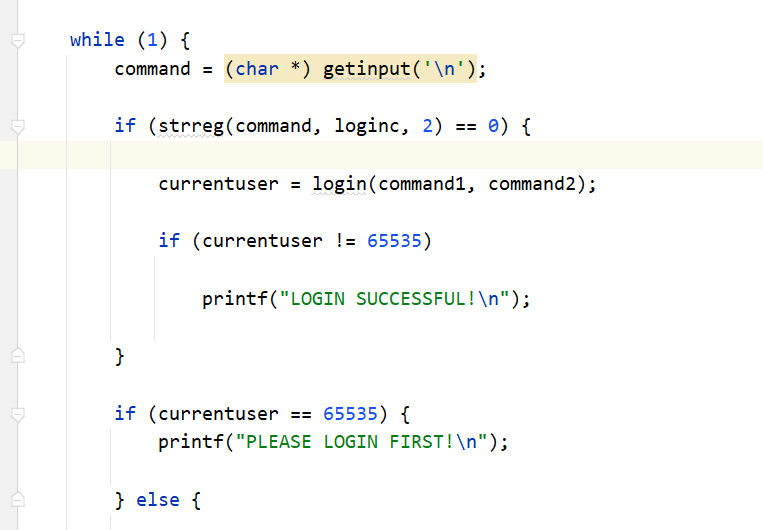 while (1) {
command = (char *) getinput('\n');
if (strreg(command, loginc, 2) == 0) {
currentuser = login(command1, command2);
if (currentuser != 65535)
printf("LOGIN SUCCESSFUL!\n");
}
if (currentuser == 65535) {
printf("PLEASE LOGIN FIRST!\n");
} else {